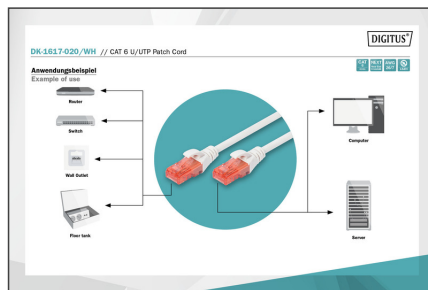 DIGITUS®
DK-1617-020/WH // CAT 6 U/UTP Patch Cord
Anwendungsbeispiel
Example of use
Router
Switch
Wall Outlet
Floor tank
Computer
Server